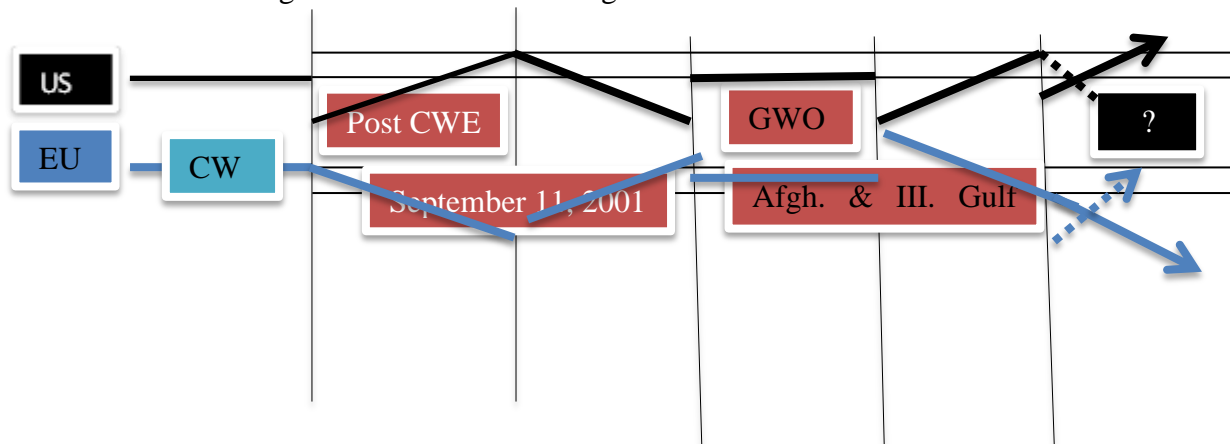 US
Post CWE
GWO
?
EU
CW
September 11, 2001
Afgh. & III. Gulf